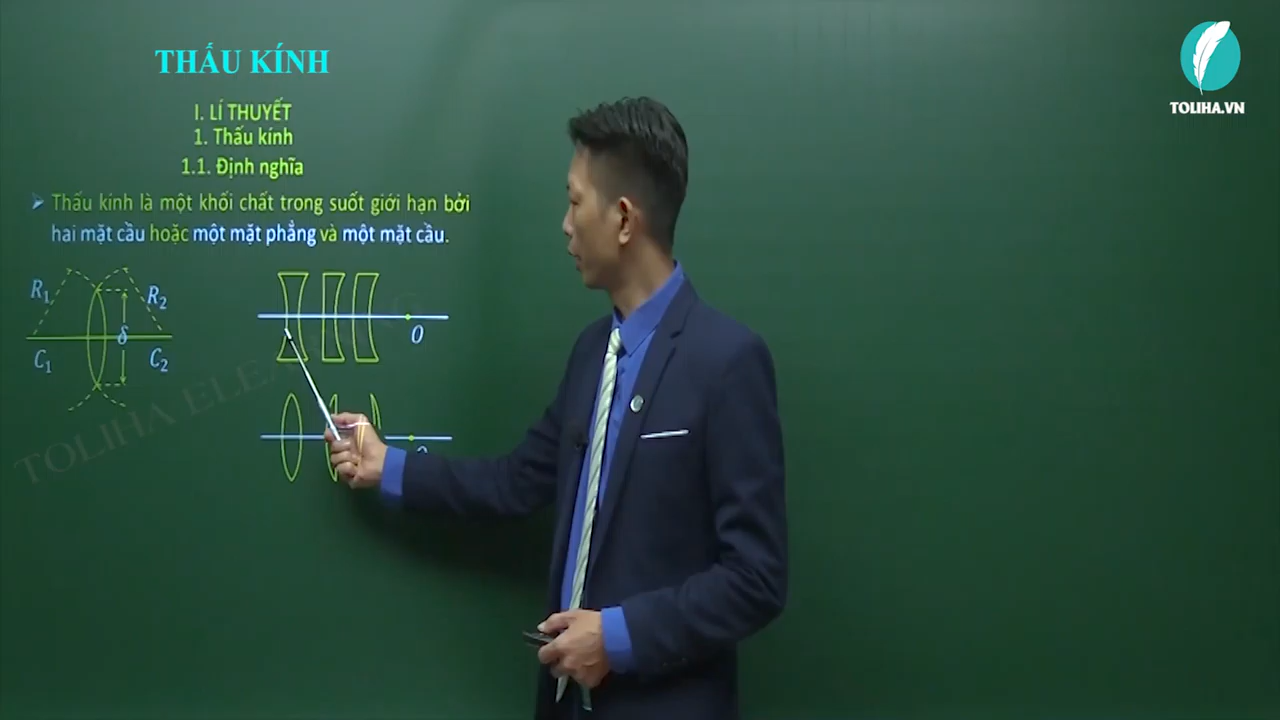 THẤU KÍNH
I. LÍ THUYẾT
1. Thấu kính
1.1. Định nghĩa
Thấu kính là một khối chất trong suốt giới hạn bởi
hai mặt cầu hoặc một mặt phẳng và một mặt cầu.
R₁
R₂
δ
C₁
C₂
O
TOLIHA.VN